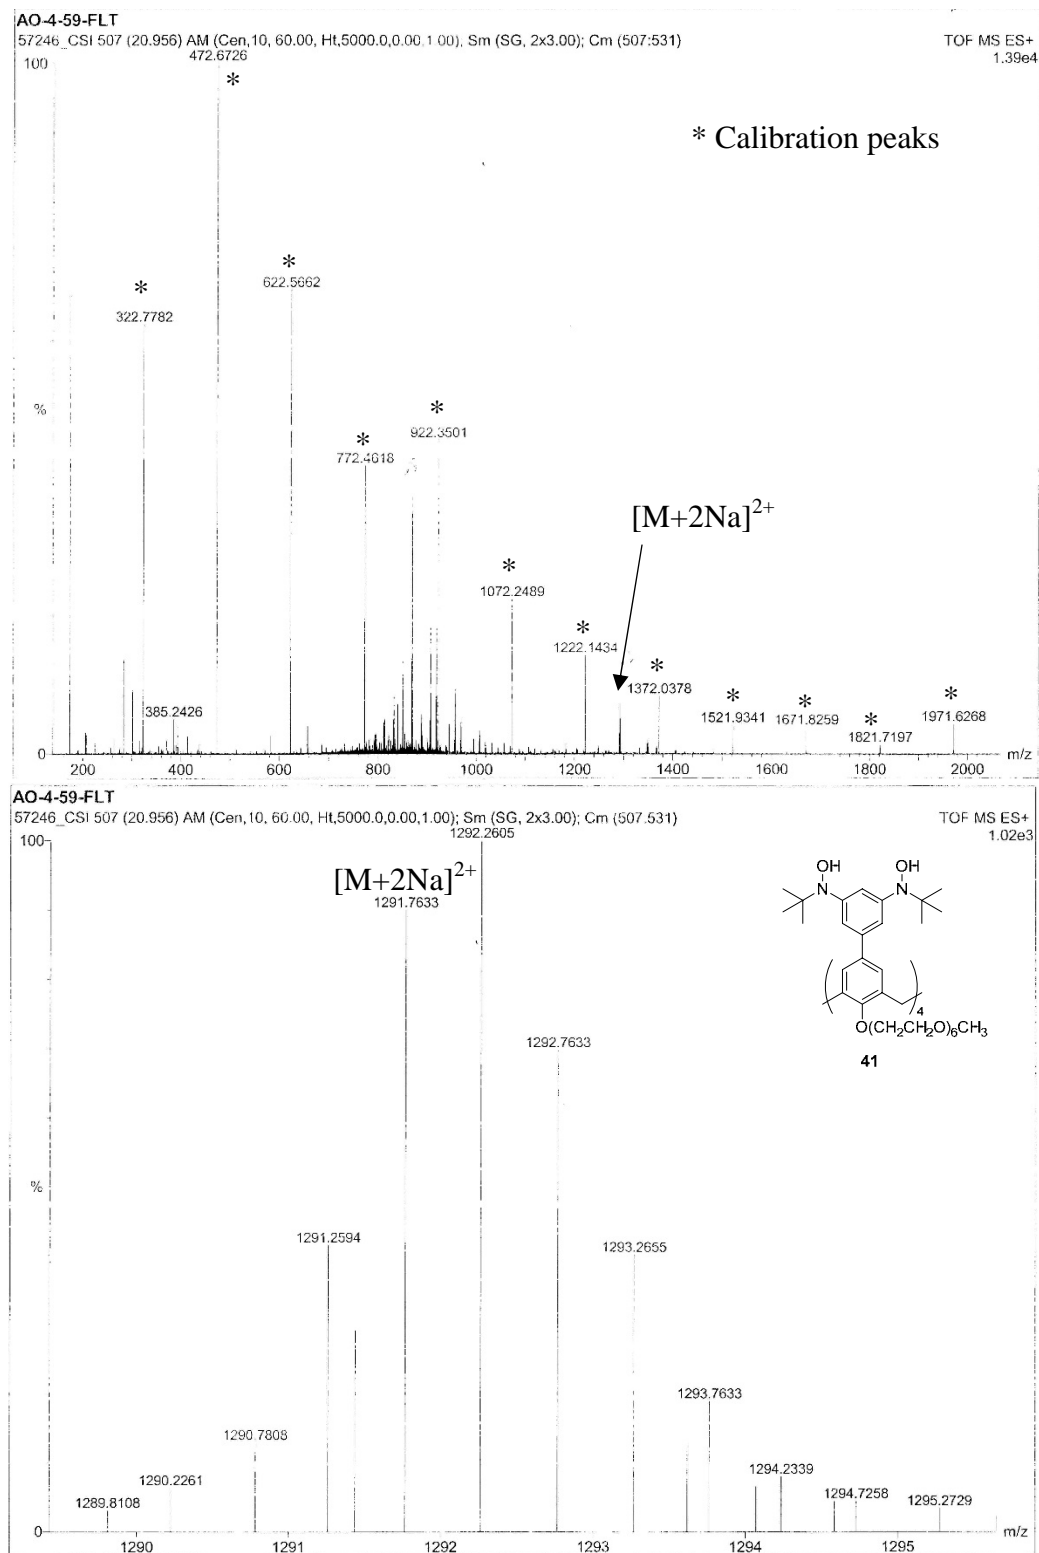 AO-4-59-FLT
57246_CSI 507 (20.956) AM (Cen,10, 60.00, Ht,5000.0,0.00,1.00); Sm (SG, 2x3.00); Cm (507:531)
TOF MS ES+
1.39e4
100
472.6726
*
* Calibration peaks
*
622.5662
*
322.7782
%
*
922.3501
*
772.4618
[M+2Na]2+
*
1072.2489
*
1222.1434
*
1372.0378
*
1521.9341
*
1671.8259
*
1821.7197
*
1971.6268
385.2426
0
200 400 600 800 1000 1200 1400 1600 1800 2000 m/z
AO-4-59-FLT
57246_CSI 507 (20.956) AM (Cen,10, 60.00, Ht,5000.0,0.00,1.00); Sm (SG, 2x3.00); Cm (507:531)
TOF MS ES+
1.02e3
100
1292.2605
[M+2Na]2+
1291.7633
OH OH
N N
4
O(CH2CH2O)6CH3
41
1292.7633
%
1291.2594
1293.2655
1293.7633
1290.7808
1290.2261
1289.8108
1294.2339
1294.7258
1295.2729
0
1290 1291 1292 1293 1294 1295 m/z